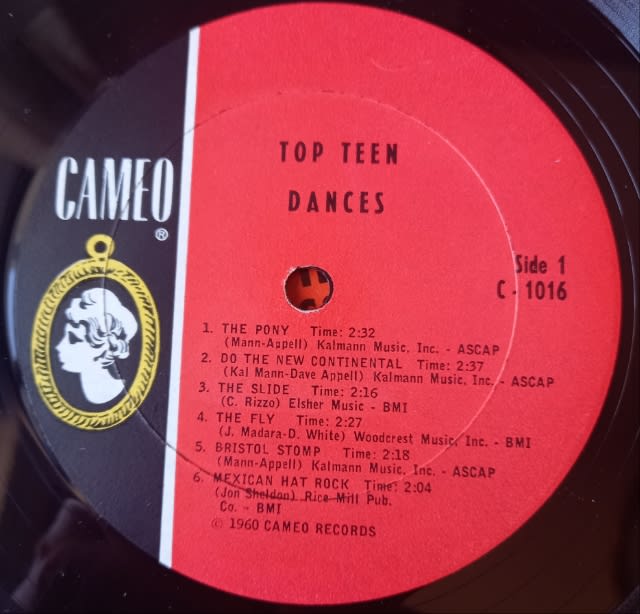 CAMEO
®
TOP TEEN
DANCES
Side 1
C - 1016
1. THE PONY Time: 2:32
(Mann-Appell) Kalmann Music, Inc. - ASCAP
2. DO THE NEW CONTINENTAL Time: 2:37
(Kal Mann-Dave Appell) Kalmann Music, Inc. - ASCAP
3. THE SLIDE Time: 2:16
(C. Rizzo) Elsher Music - BMI
4. THE FLY Time: 2:27
(J. Madara-D. White) Woodcrest Music, Inc. - BMI
5. BRISTOL STOMP Time: 2:18
(Mann-Appell) Kalmann Music, Inc. - ASCAP
6. MEXICAN HAT ROCK Time: 2:04
(Jon Sheldon) Rice Mill Pub.
Co. - BMI
© 1960 CAMEO RECORDS